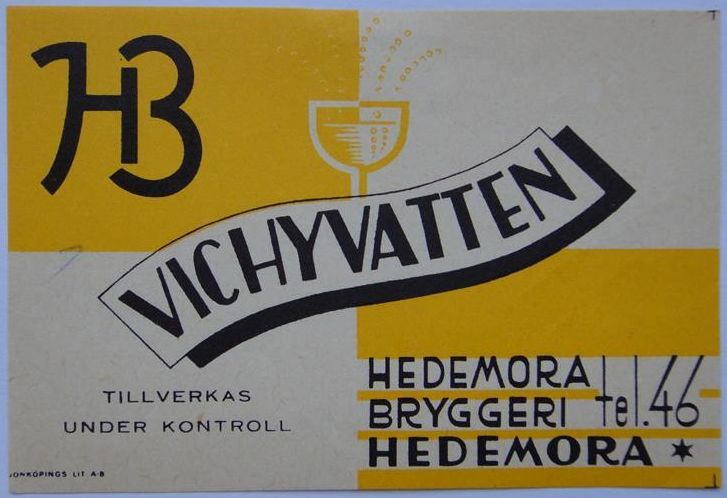 HB
VICHYVATTEN
TILLVERKAS
UNDER KONTROLL
HEDEMORA
BRYGGERI tel. 46
HEDEMORA ✶
JÖNKÖPINGS LIT A-B